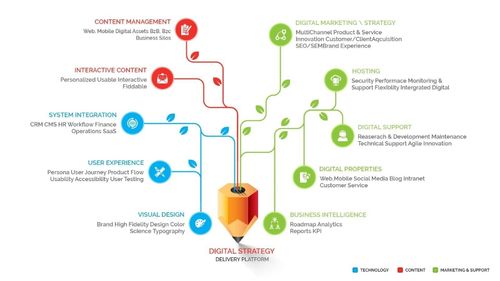 CONTENT MANAGEMENT
Web, Mobile Digital Assets B2B, B2c
Business Silos
INTERACTIVE CONTENT
Personalized Usable Interactive
Fiddable
SYSTEM INTEGRATION
CRM CMS HR Workflow Finance
Operations SaaS
USER EXPERIENCE
Persona User Journey Product Flow
Usability Accessibility User Testing
VISUAL DESIGN
Brand High Fidelity Design Color
Science Typography
DIGITAL MARKETING \ STRATEGY
MultiChannel Product & Service
Innovation Customer/ClientAqcuisition
SEO/SEMBrand Experience
HOSTING
Security Performace Monitoring &
Support Flexiblity Intergrated Digital
DIGITAL SUPPORT
Reaserach & Development Maintenance
Technical Support Agile Innovation
DIGITAL PROPERTIES
Web Mobile Social Media Blog Intranet
Customer Service
BUSINESS INTELLIGENCE
Roadmap Analytics
Reports KPI
DIGITAL STRATEGY
DELIVERY PLATFORM
TECHNOLOGY
CONTENT
MARKETING & SUPPORT